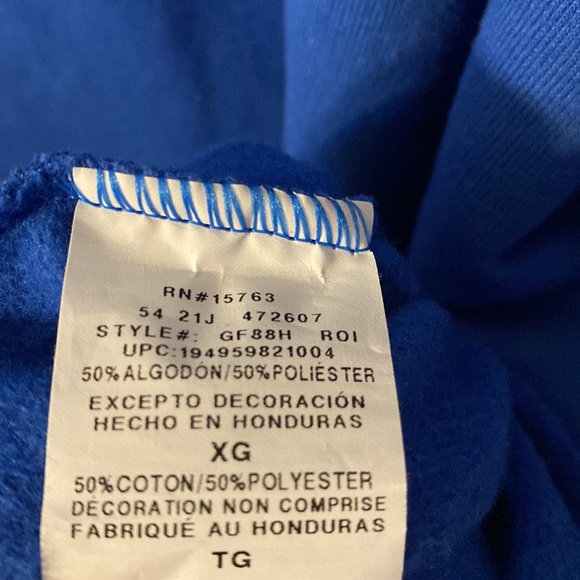 RN#15763
54 21J 472607
STYLE#: GF88H ROI
UPC:194959821004
50%ALGODÓN/50%POLIÉSTER
EXCEPTO DECORACIÓN
HECHO EN HONDURAS
XG
50%COTON/50%POLYESTER
DÉCORATION NON COMPRISE
FABRIQUÉ AU HONDURAS
TG